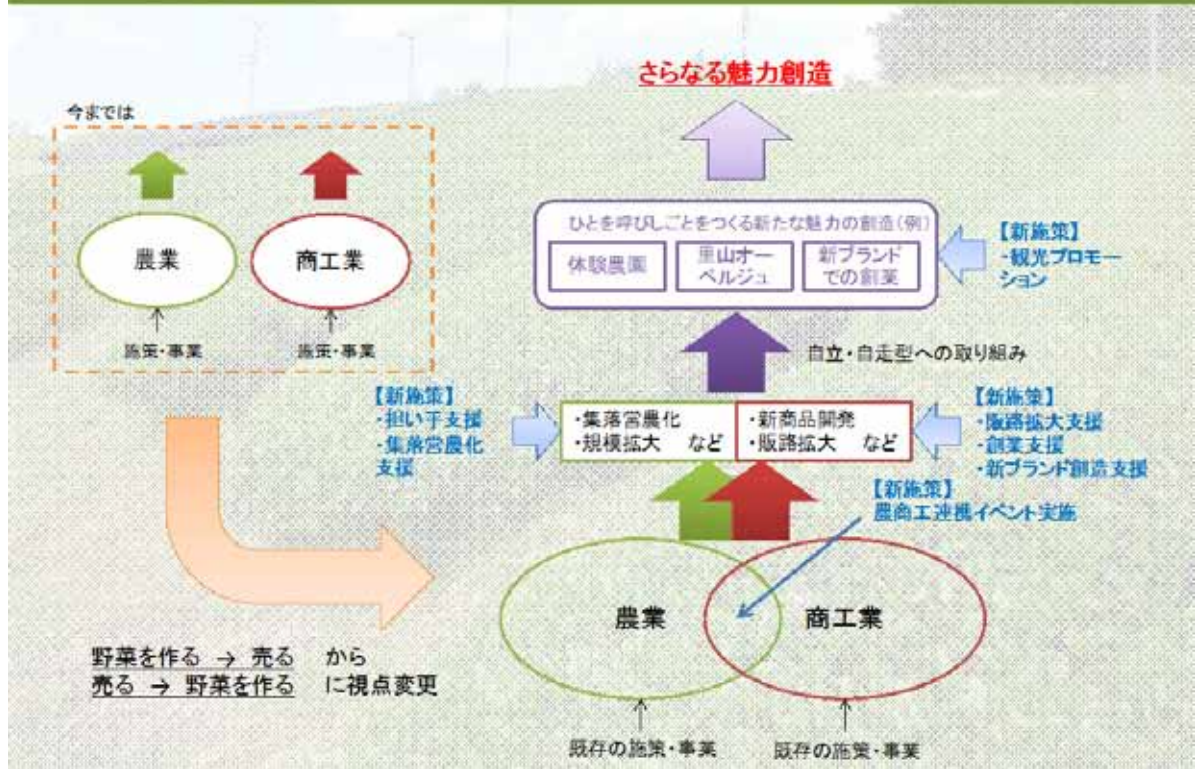 さらなる魅力創造
今までは
農業
商工業
施策・事業
施策・事業
ひとを呼びしごとをつくる新たな魅力の創造(例)
体験農園
里山オー
ベルジュ
新ブランド
での創業
【新施策】
・観光プロモー
ション
自立・自走型への取り組み
【新施策】
・担い手支援
・集落営農化
支援
・集落営農化
・規模拡大 など
・新商品開発
・販路拡大 など
【新施策】
・販路拡大支援
・創業支援
・新ブランド創造支援
【新施策】
農商工連携イベント実施
農業
商工業
野菜を作る → 売る から
売る → 野菜を作る に視点変更
既存の施策・事業
既存の施策・事業